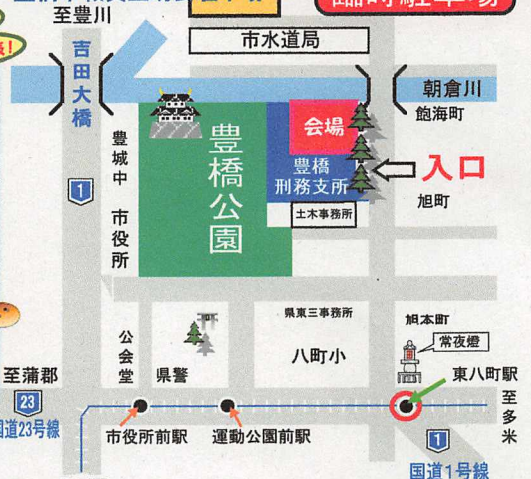 至豊川
臨時駐車場
市水道局
吉田大橋
朝倉川
飽海町
会場
豊橋公園
豊橋
刑務支所
入口
豊城中
1
市役所
旭町
土木事務所
県東三事務所
旭本町
常夜燈
公会堂
県警
八町小
至蒲郡
東八町駅
23
国道23号線
市役所前駅
運動公園前駅
至多米
1
国道1号線